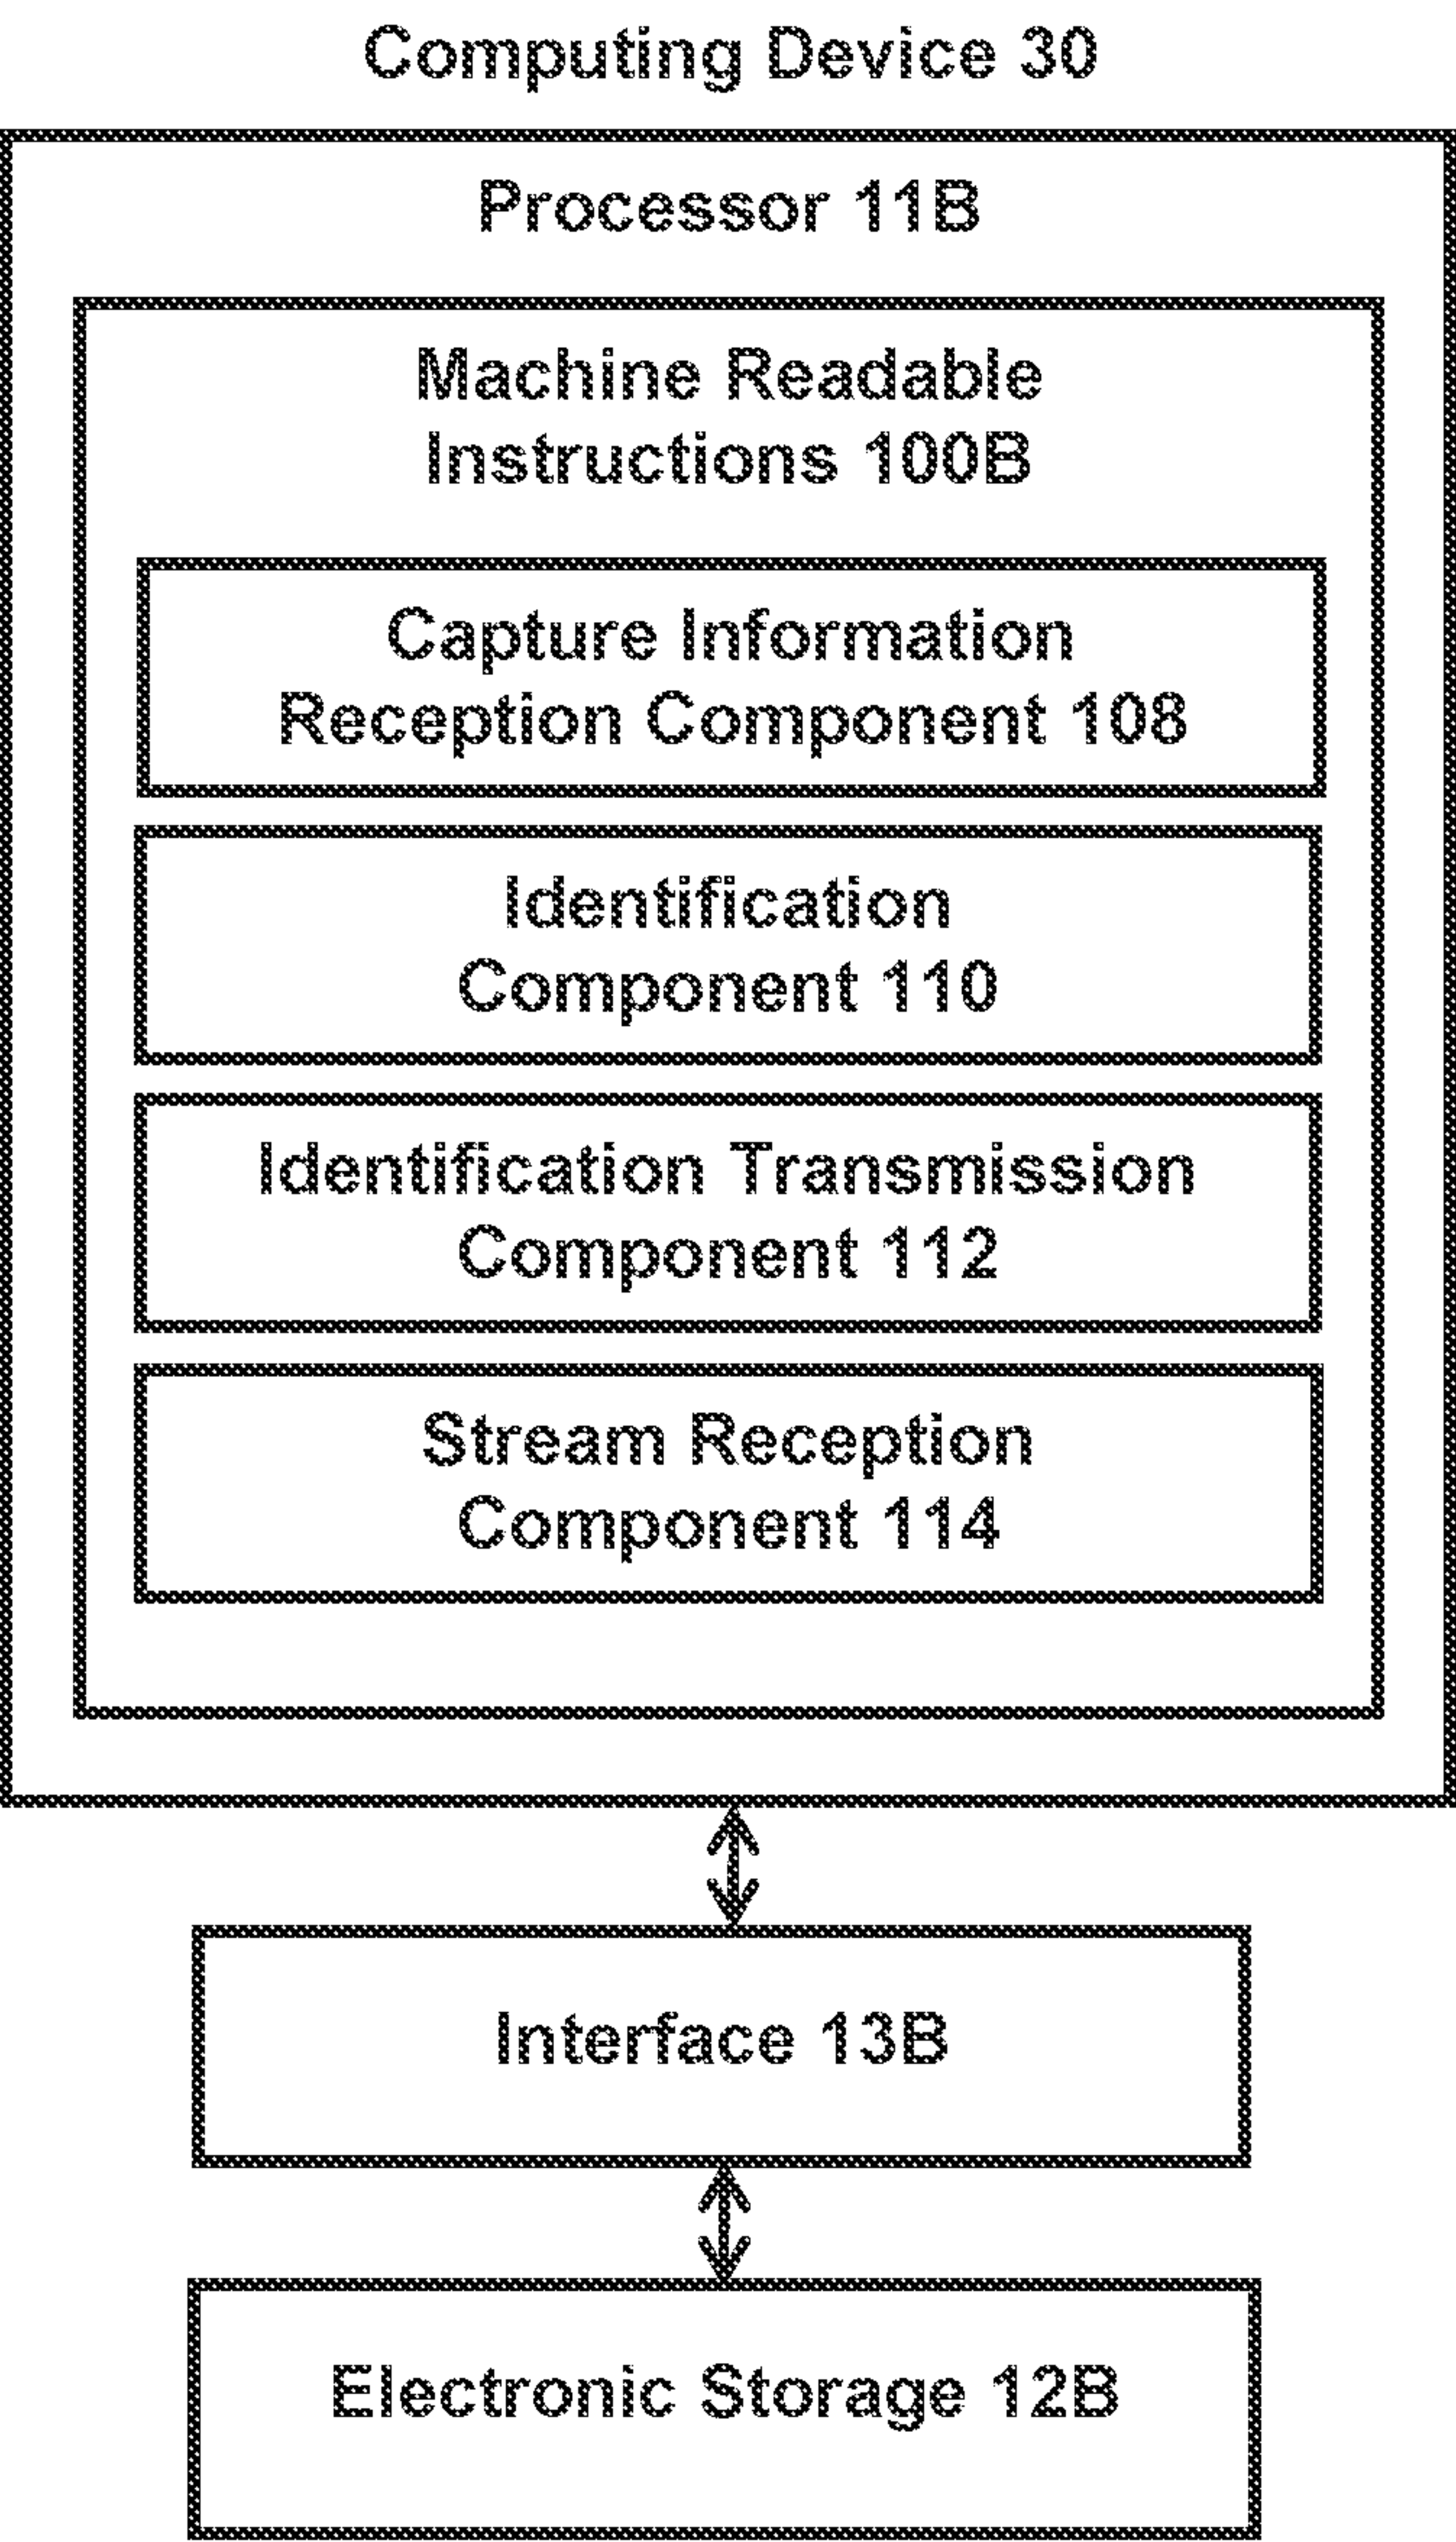 Computing Device 30
Processor 11B
Machine Readable
Instructions 100B
Capture Information
Reception Component 108
Identification
Component 110
Identification Transmission
Component 112
Stream Reception
Component 114
Interface 13B
Electronic Storage 12B